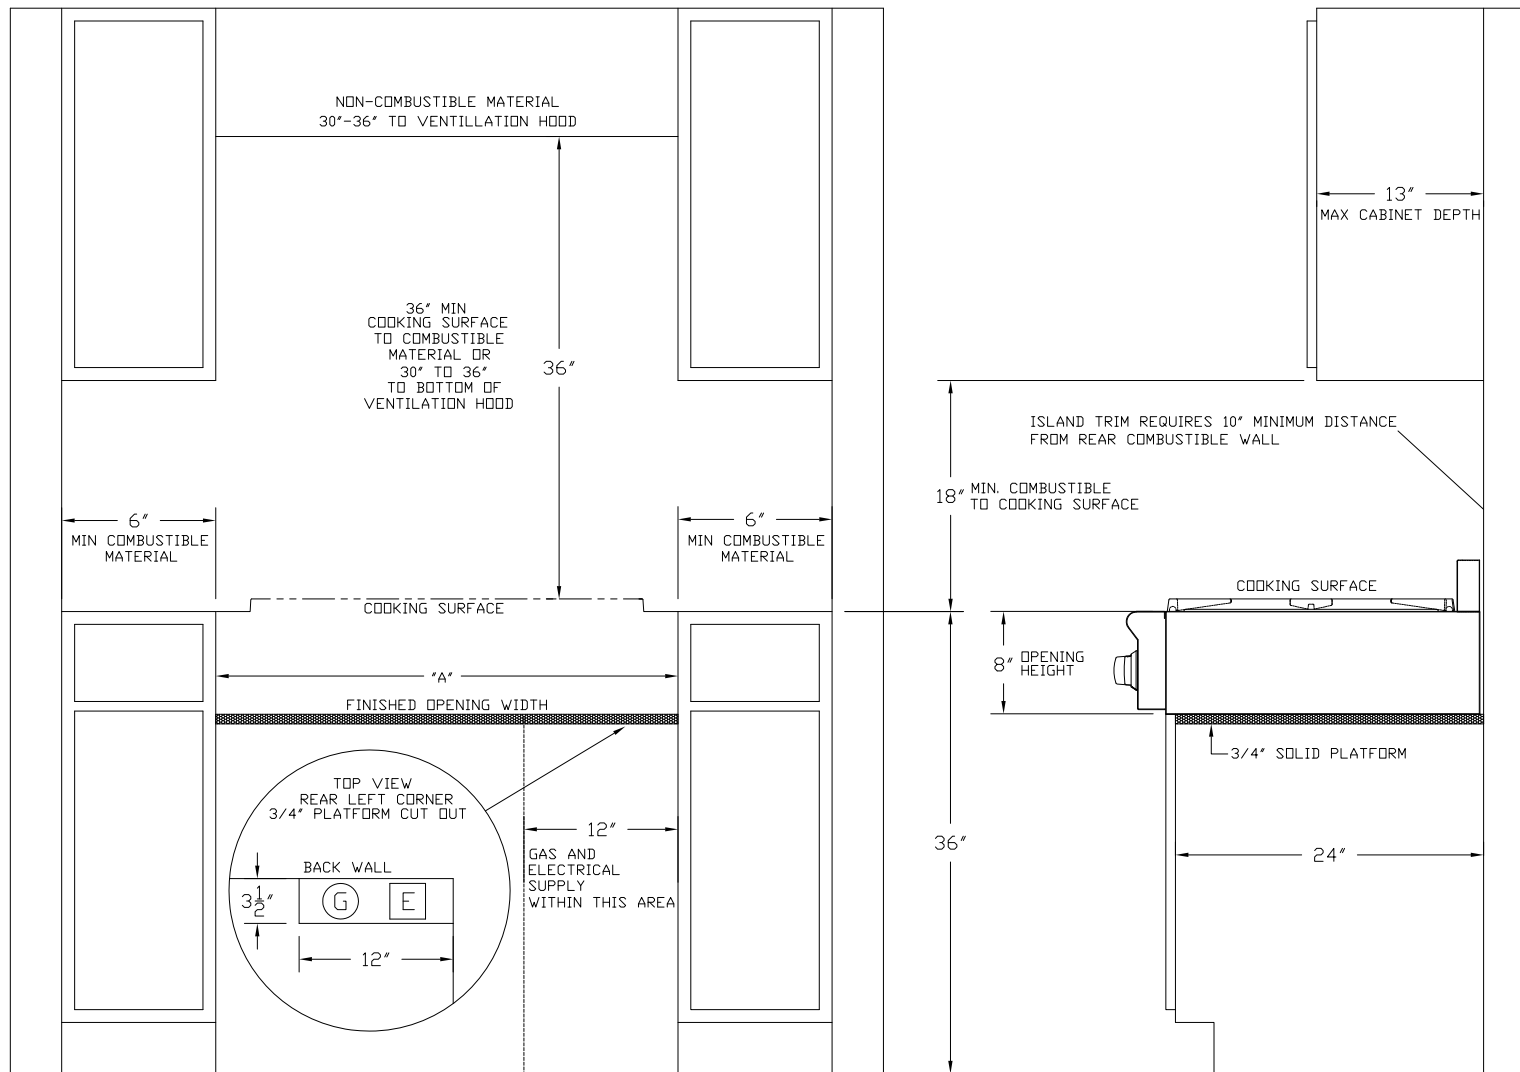 NON-COMBUSTIBLE MATERIAL
30"-36" TO VENTILLATION HOOD
36" MIN
COOKING SURFACE
TO COMBUSTIBLE
MATERIAL OR
30" TO 36"
TO BOTTOM OF
VENTILATION HOOD
36"
6"
MIN COMBUSTIBLE
MATERIAL
6"
MIN COMBUSTIBLE
MATERIAL
COOKING SURFACE
"A"
FINISHED OPENING WIDTH
TOP VIEW
REAR LEFT CORNER
3/4" PLATFORM CUT OUT
BACK WALL
3 1/2"
G
E
12"
12"
GAS AND
ELECTRICAL
SUPPLY
WITHIN THIS AREA
13"
MAX CABINET DEPTH
ISLAND TRIM REQUIRES 10" MINIMUM DISTANCE
FROM REAR COMBUSTIBLE WALL
18"
MIN. COMBUSTIBLE
TO COOKING SURFACE
COOKING SURFACE
8"
OPENING
HEIGHT
3/4" SOLID PLATFORM
36"
24"